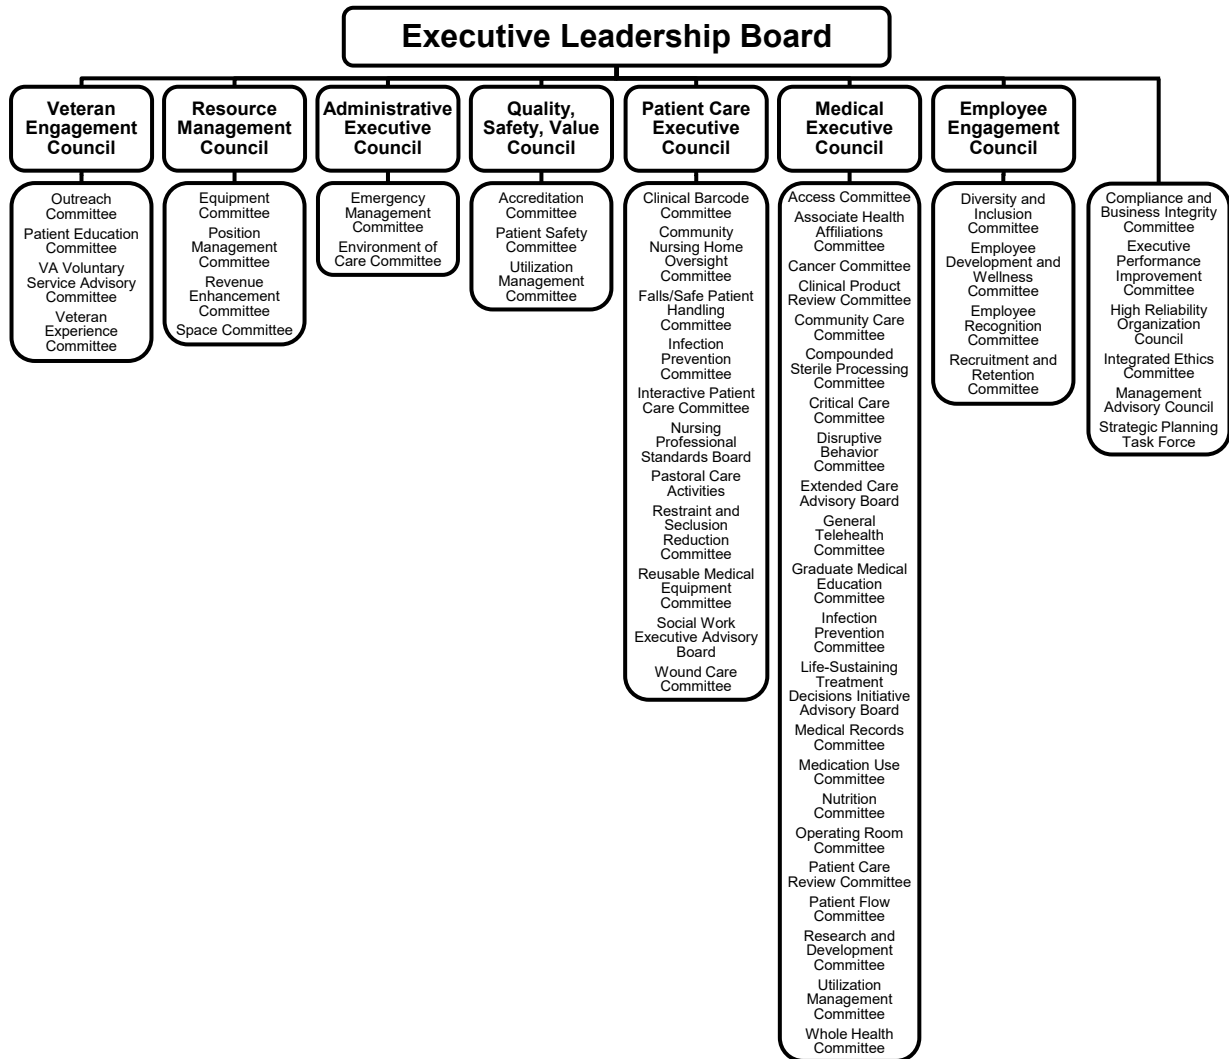 Executive Leadership Board
Veteran
Engagement
Council
Resource
Management
Council
Administrative
Executive
Council
Quality,
Safety, Value
Council
Patient Care
Executive
Council
Medical
Executive
Council
Employee
Engagement
Council
Outreach
Committee
Patient Education
Committee
VA Voluntary
Service Advisory
Committee
Veteran
Experience
Committee
Equipment
Committee
Position
Management
Committee
Revenue
Enhancement
Committee
Space Committee
Emergency
Management
Committee
Environment of
Care Committee
Accreditation
Committee
Patient Safety
Committee
Utilization
Management
Committee
Clinical Barcode
Committee
Community
Nursing Home
Oversight
Committee
Falls/Safe Patient
Handling
Committee
Infection
Prevention
Committee
Interactive Patient
Care Committee
Nursing
Professional
Standards Board
Pastoral Care
Activities
Restraint and
Seclusion
Reduction
Committee
Reusable Medical
Equipment
Committee
Social Work
Executive Advisory
Board
Wound Care
Committee
Access Committee
Associate Health
Affiliations
Committee
Cancer Committee
Clinical Product
Review Committee
Community Care
Committee
Compounded
Sterile Processing
Committee
Critical Care
Committee
Disruptive
Behavior
Committee
Extended Care
Advisory Board
General
Telehealth
Committee
Graduate Medical
Education
Committee
Infection
Prevention
Committee
Life-Sustaining
Treatment
Decisions Initiative
Advisory Board
Medical Records
Committee
Medication Use
Committee
Nutrition
Committee
Operating Room
Committee
Patient Care
Review Committee
Patient Flow
Committee
Research and
Development
Committee
Utilization
Management
Committee
Whole Health
Committee
Diversity and
Inclusion
Committee
Employee
Development and
Wellness
Committee
Employee
Recognition
Committee
Recruitment and
Retention
Committee
Compliance and
Business Integrity
Committee
Executive
Performance
Improvement
Committee
High Reliability
Organization
Council
Integrated Ethics
Committee
Management
Advisory Council
Strategic Planning
Task Force